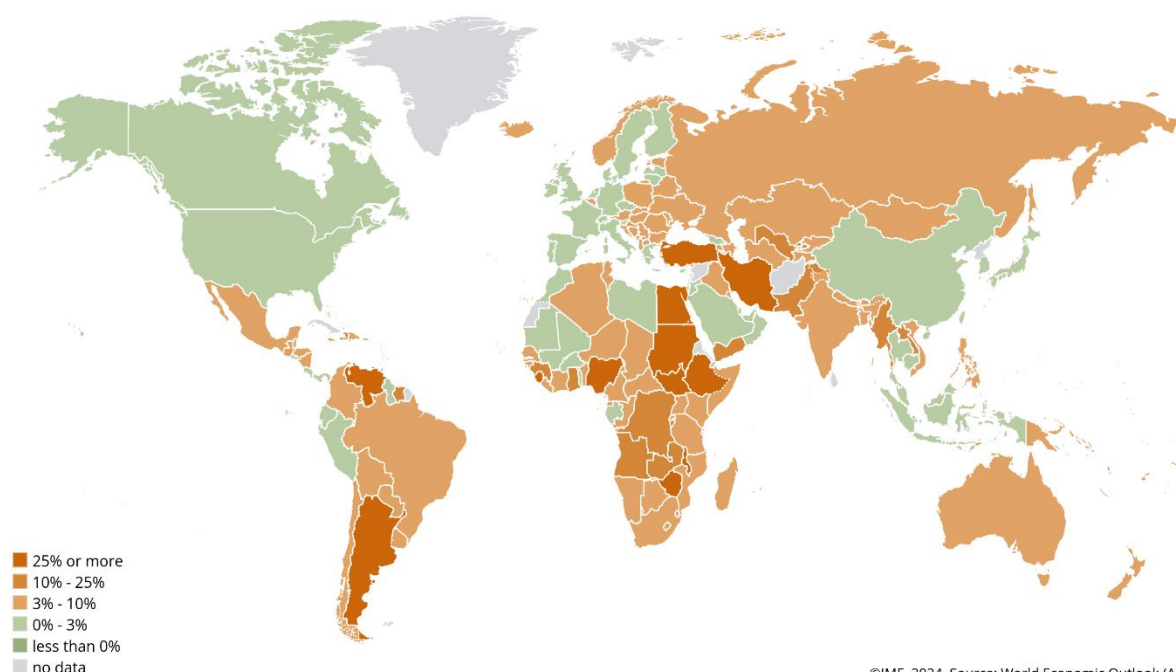 25% or more
10% - 25%
3% - 10%
0% - 3%
less than 0%
no data
©IMF, 2024, Source: World Economic Outlook (A